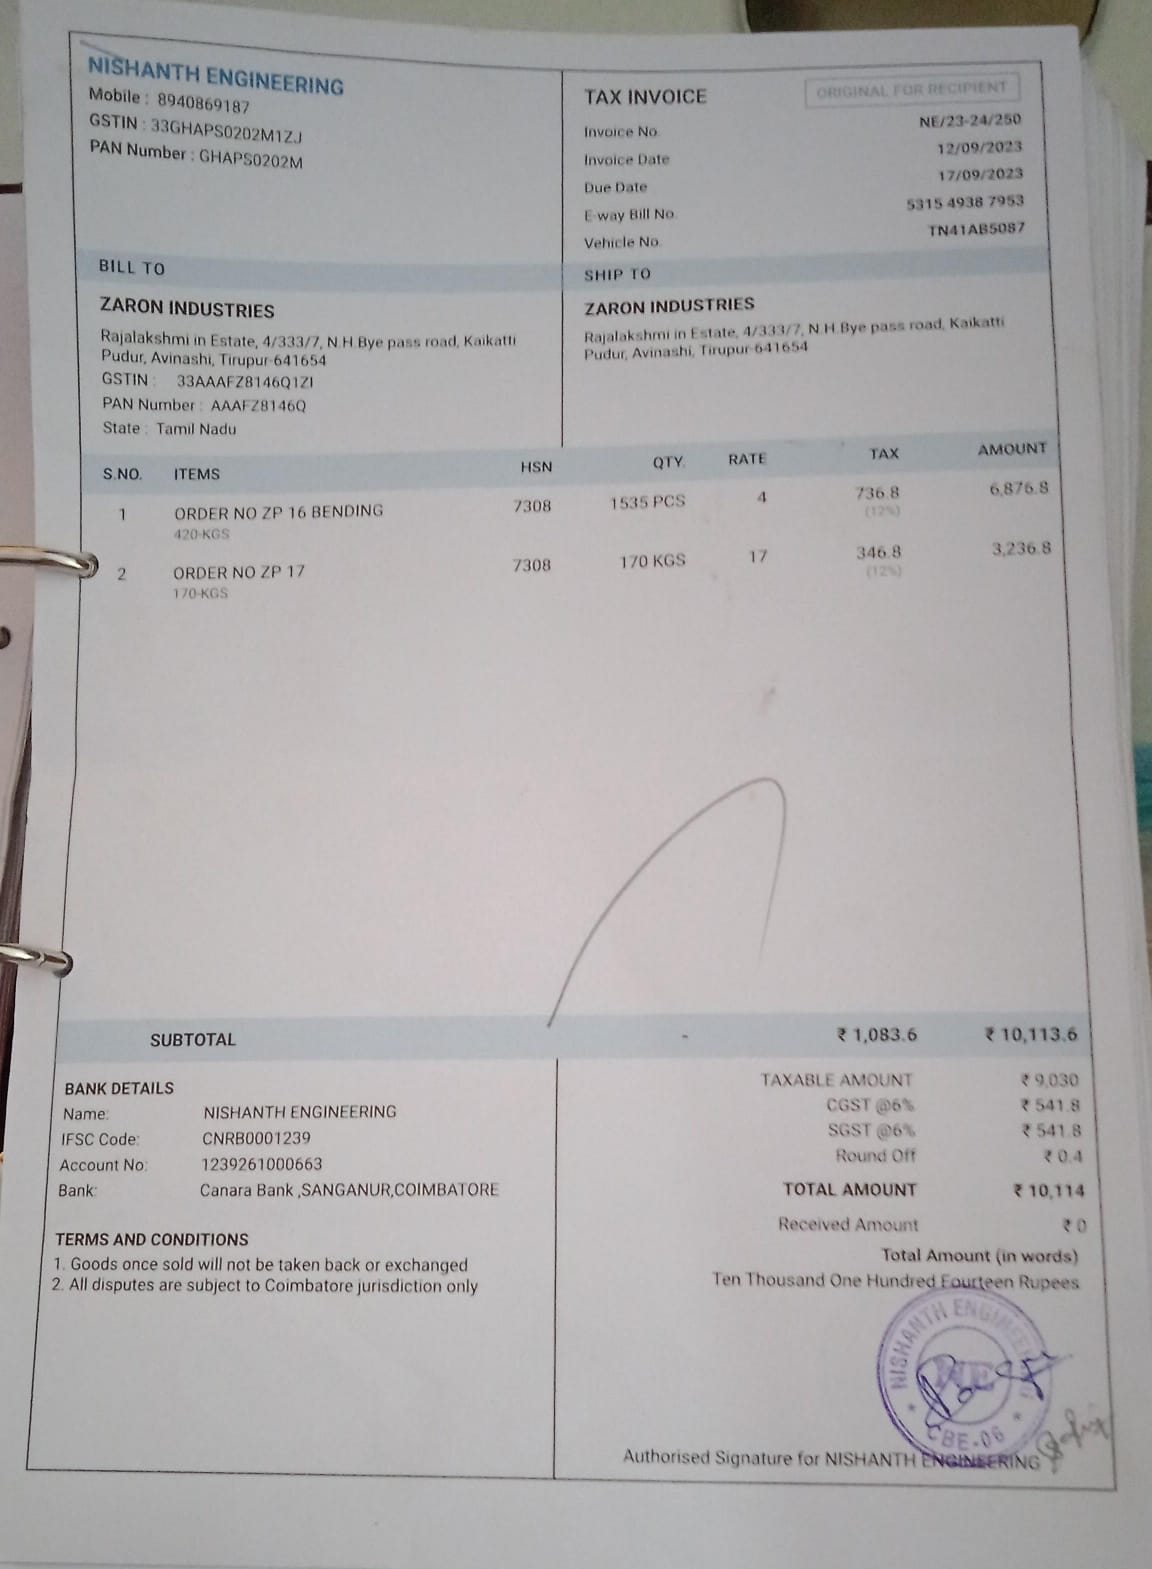 NISHANTH ENGINEERING
Mobile : 8940869187
GSTIN : 33GHAPS0202M1ZJ
PAN Number : GHAPS0202M
TAX INVOICE
ORIGINAL FOR RECIPIENT
Invoice No. NE/23-24/250
Invoice Date 12/09/2023
Due Date 17/09/2023
E-way Bill No. 5315 4938 7953
Vehicle No. TN41AB5087
BILL TO
ZARON INDUSTRIES
Rajalakshmi in Estate, 4/333/7, N.H.Bye pass road, Kaikatti
Pudur, Avinashi, Tirupur-641654
GSTIN : 33AAAFZ8146Q1ZI
PAN Number : AAAFZ8146Q
State : Tamil Nadu
SHIP TO
ZARON INDUSTRIES
Rajalakshmi in Estate, 4/333/7, N.H.Bye pass road, Kaikatti
Pudur, Avinashi, Tirupur-641654
S.NO. ITEMS HSN QTY. RATE TAX AMOUNT
1 ORDER NO ZP 16 BENDING 7308 1535 PCS 4 736.8 6,876.8
420-KGS (12%)
2 ORDER NO ZP 17 7308 170 KGS 17 346.8 3,236.8
170-KGS (12%)
SUBTOTAL - ₹ 1,083.6 ₹ 10,113.6
BANK DETAILS
Name: NISHANTH ENGINEERING
IFSC Code: CNRB0001239
Account No: 1239261000663
Bank: Canara Bank ,SANGANUR,COIMBATORE
TERMS AND CONDITIONS
1. Goods once sold will not be taken back or exchanged
2. All disputes are subject to Coimbatore jurisdiction only
TAXABLE AMOUNT ₹ 9,030
CGST @6% ₹ 541.8
SGST @6% ₹ 541.8
Round Off ₹ 0.4
TOTAL AMOUNT ₹ 10,114
Received Amount ₹ 0
Total Amount (in words)
Ten Thousand One Hundred Fourteen Rupees
NISHANTH ENGINEERING
NE
CBE-06
Authorised Signature for NISHANTH ENGINEERING